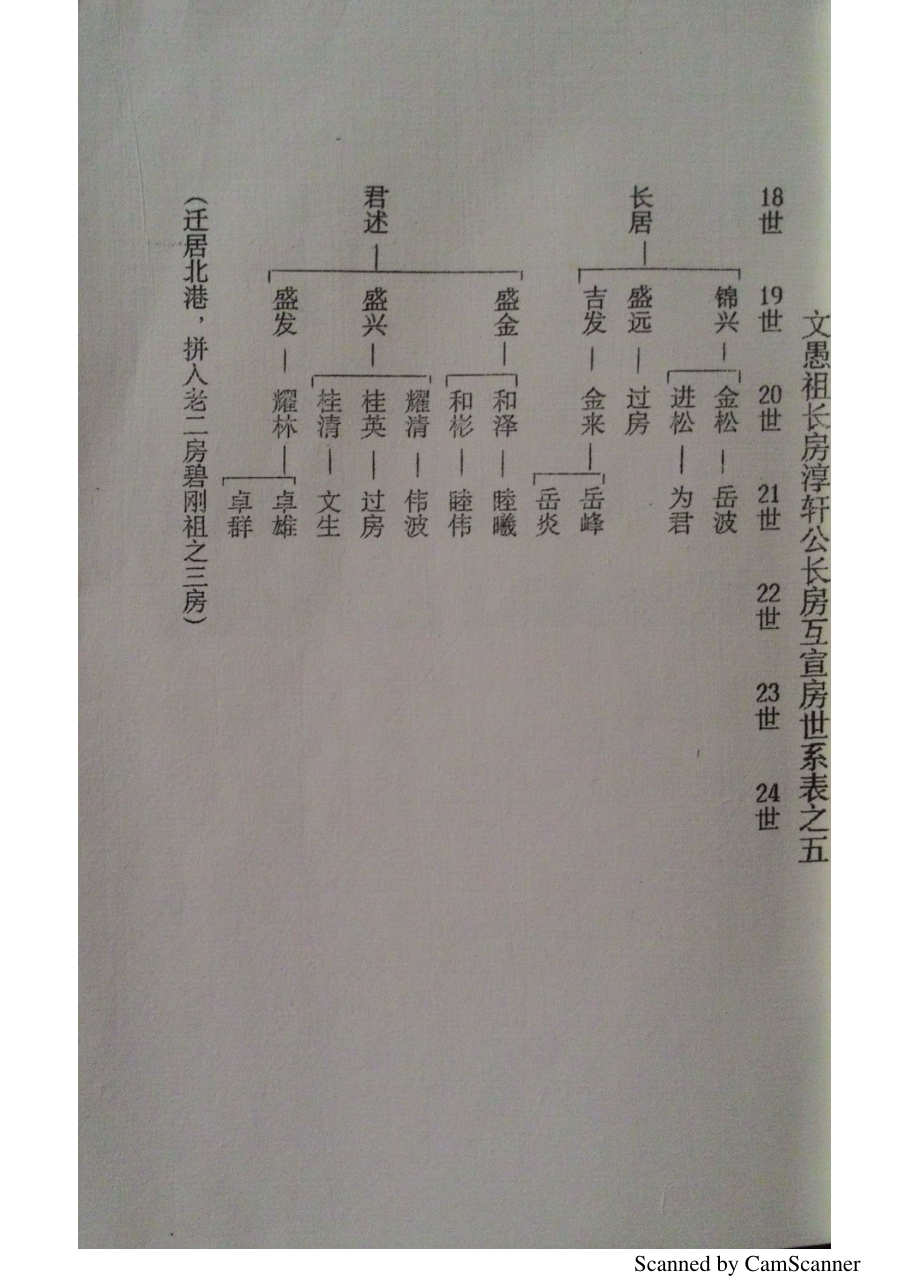 文愚祖长房淳轩公长房互宣房世系表之五
18世 19世 20世 21世 22世 23世 24世
长居
锦兴 盛远 吉发
金松 进松 过房 金来
岳波 为君 岳峰 岳炎
君述
盛金 盛兴 盛发
和泽 和彬 耀清 桂英 桂清 耀林
睦曦 睦伟 伟波 过房 文生 卓雄 卓群
(迁居北港，拼入老二房碧刚祖之三房)
Scanned by CamScanner